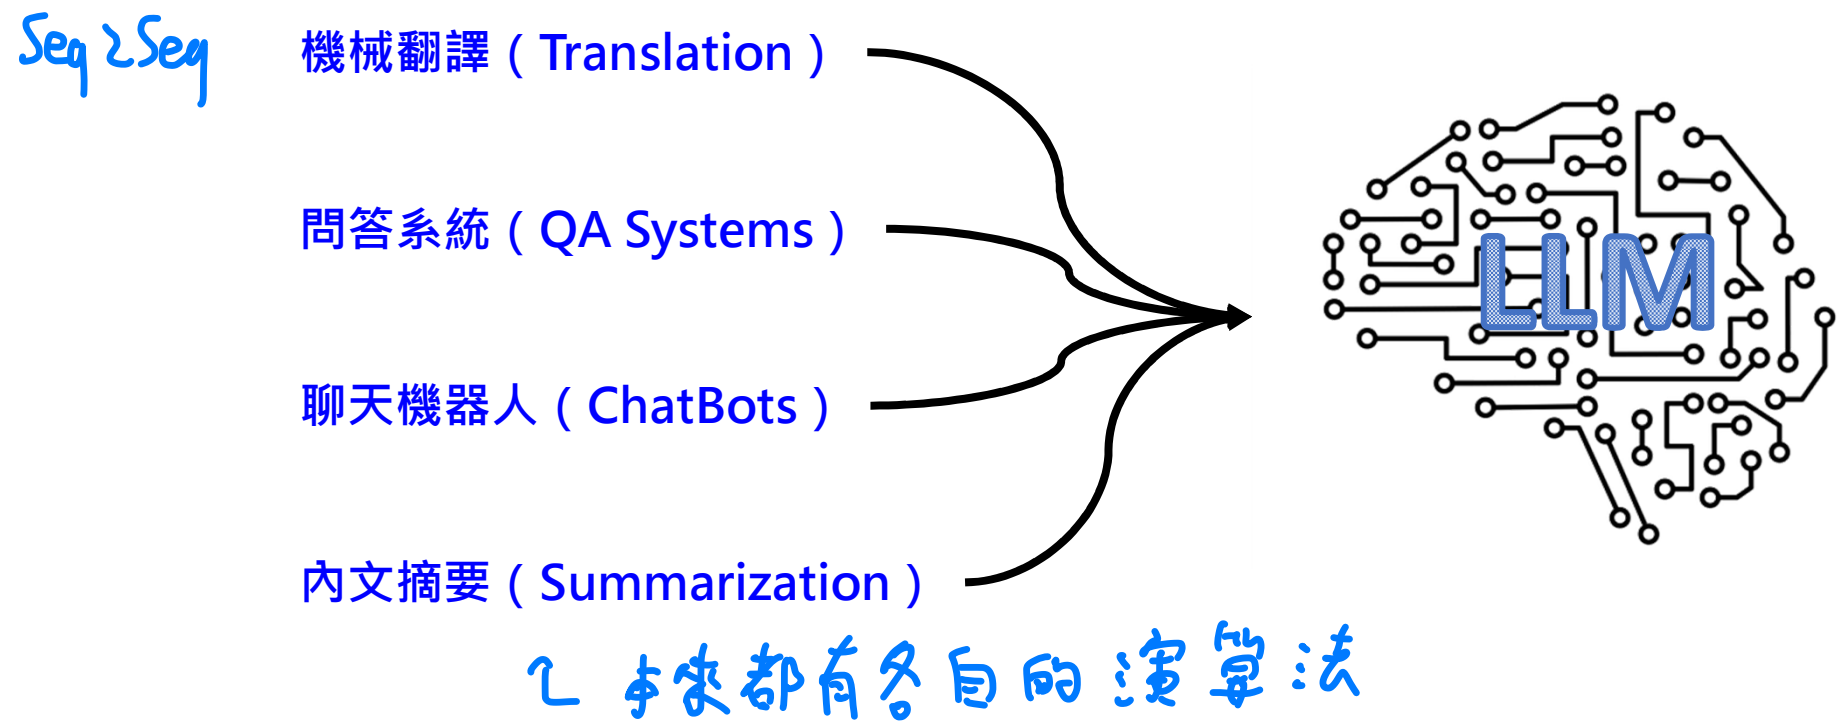 Seq2Seq
機械翻譯（Translation）
問答系統（QA Systems）
聊天機器人（ChatBots）
內文摘要（Summarization）
LLM
本來都有各自的演算法